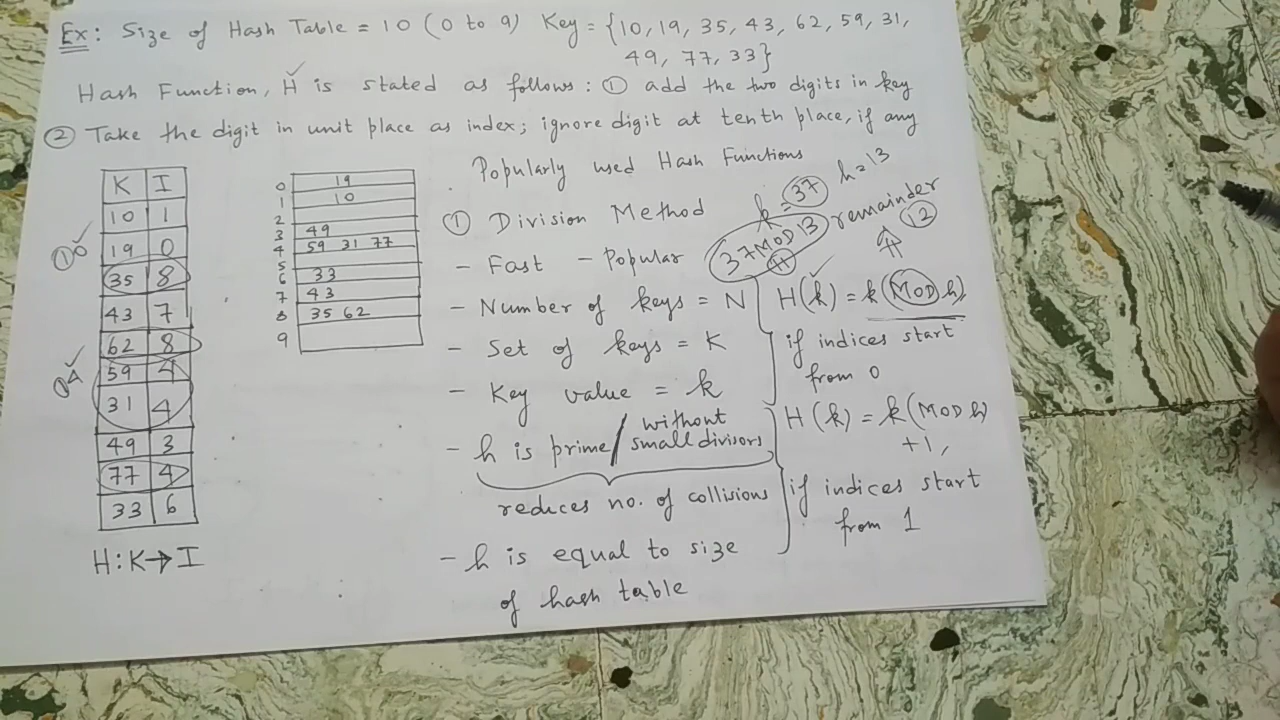 Ex: Size of Hash Table = 10 (0 to 9) Key = {10, 19, 35, 43, 62, 59, 31,
49, 77, 33}
Hash Function, H is stated as follows: ① add the two digits in key
② Take the digit in unit place as index; ignore digit at tenth place, if any
K I
10 1
19 0
35 8
43 7
62 8
59 4
31 4
49 3
77 4
33 6
H:K→I
10
14
0 19
1 10
2
3 49
4 59 31 77
5
6 33
7 43
8 35 62
9
Popularly used Hash Functions
① Division Method
- Fast - Popular
- Number of keys = N
- Set of keys = K
- Key value = k
- h is prime/ without
small divisors
reduces no. of collisions
- h is equal to size
of hash table
k = 37 h = 13
37 MOD 13 remainder
11
12
H(k) = k (MOD h)
if indices start
from 0
H(k) = k (MOD h)
+1,
if indices start
from 1